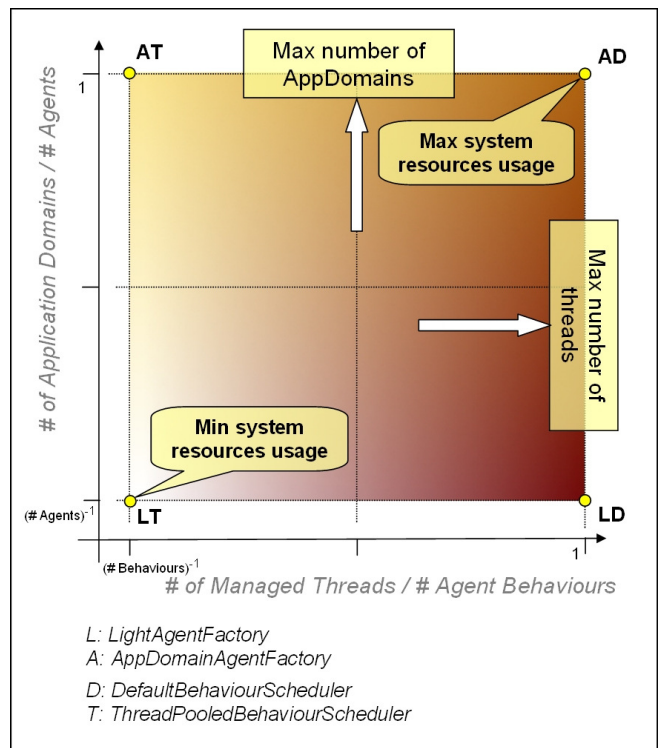 AT
Max number of
AppDomains
AD
1
Max system
resources usage
# of Application Domains / # Agents
Max number of
threads
Min system
resources usage
(# Agents)-1
LT
LD
(# Behaviours)-1
1
# of Managed Threads / # Agent Behaviours
L: LightAgentFactory
A: AppDomainAgentFactory
D: DefaultBehaviourScheduler
T: ThreadPooledBehaviourScheduler